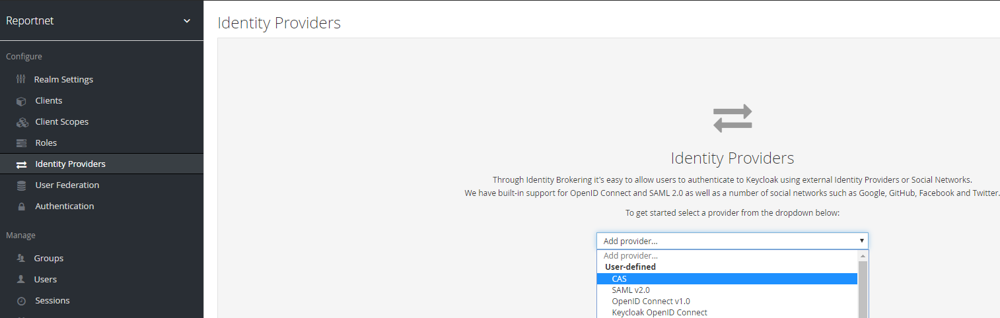 Reportnet
Identity Providers
Configure
Realm Settings
Clients
Client Scopes
Roles
Identity Providers
User Federation
Authentication
Manage
Groups
Users
Sessions
Identity Providers
Through Identity Brokering it's easy to allow users to authenticate to Keycloak using external Identity Providers or Social Networks.
We have built-in support for OpenID Connect and SAML 2.0 as well as a number of social networks such as Google, GitHub, Facebook and Twitter.
To get started select a provider from the dropdown below:
Add provider...
Add provider...
User-defined
CAS
SAML v2.0
OpenID Connect v1.0
Keycloak OpenID Connect